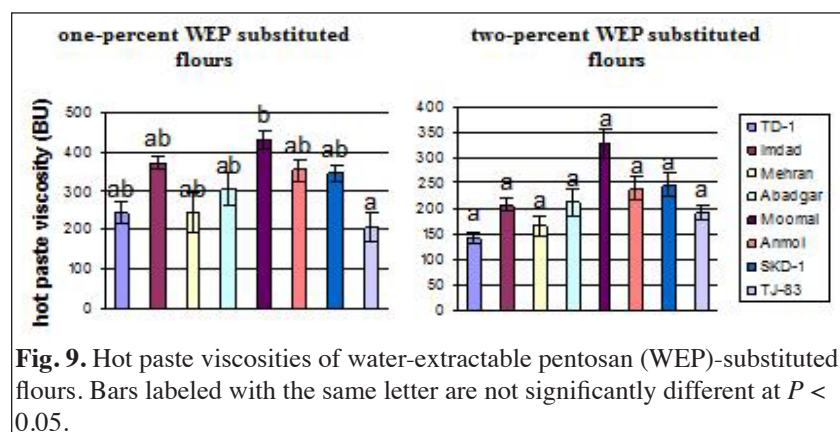 one-percent WEP substituted
flours
two-percent WEP substituted
flours
hot paste viscosity (BU)
500
400
300
200
100
0
ab
ab
ab
ab
b
ab
ab
a
400
350
300
250
200
150
100
50
0
a
a
a
a
a
a
a
a
TD-1
Imdad
Mehran
Abadgar
Moomal
Anmol
SKD-1
TJ-83
Fig. 9. Hot paste viscosities of water-extractable pentosan (WEP)-substituted
flours. Bars labeled with the same letter are not significantly different at P <
0.05.